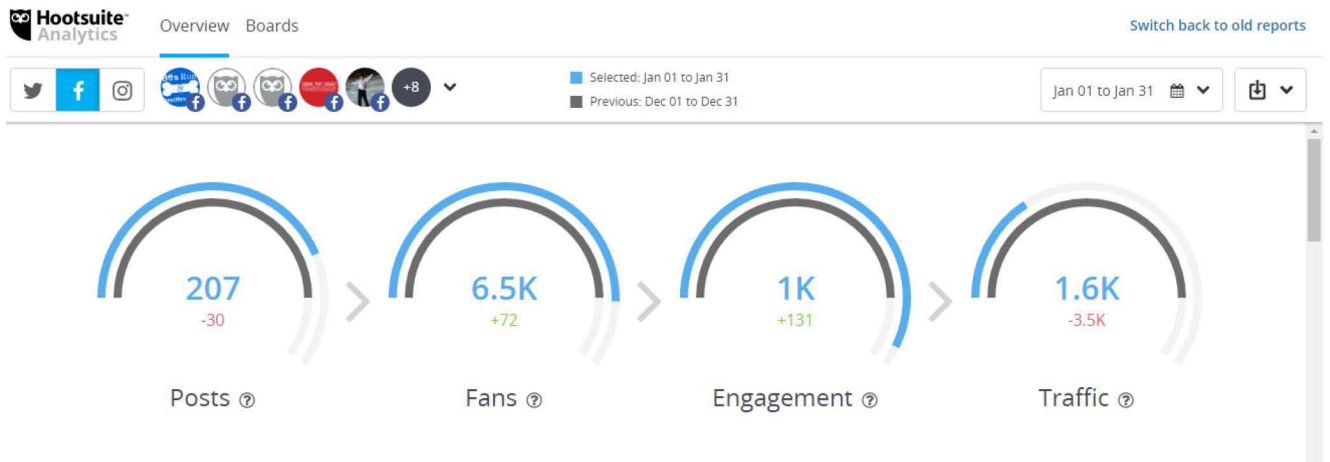 Hootsuite™
Analytics
Overview Boards
Switch back to old reports
+8
Selected: Jan 01 to Jan 31
Previous: Dec 01 to Dec 31
Jan 01 to Jan 31
207
-30
Posts
6.5K
+72
Fans
1K
+131
Engagement
1.6K
-3.5K
Traffic